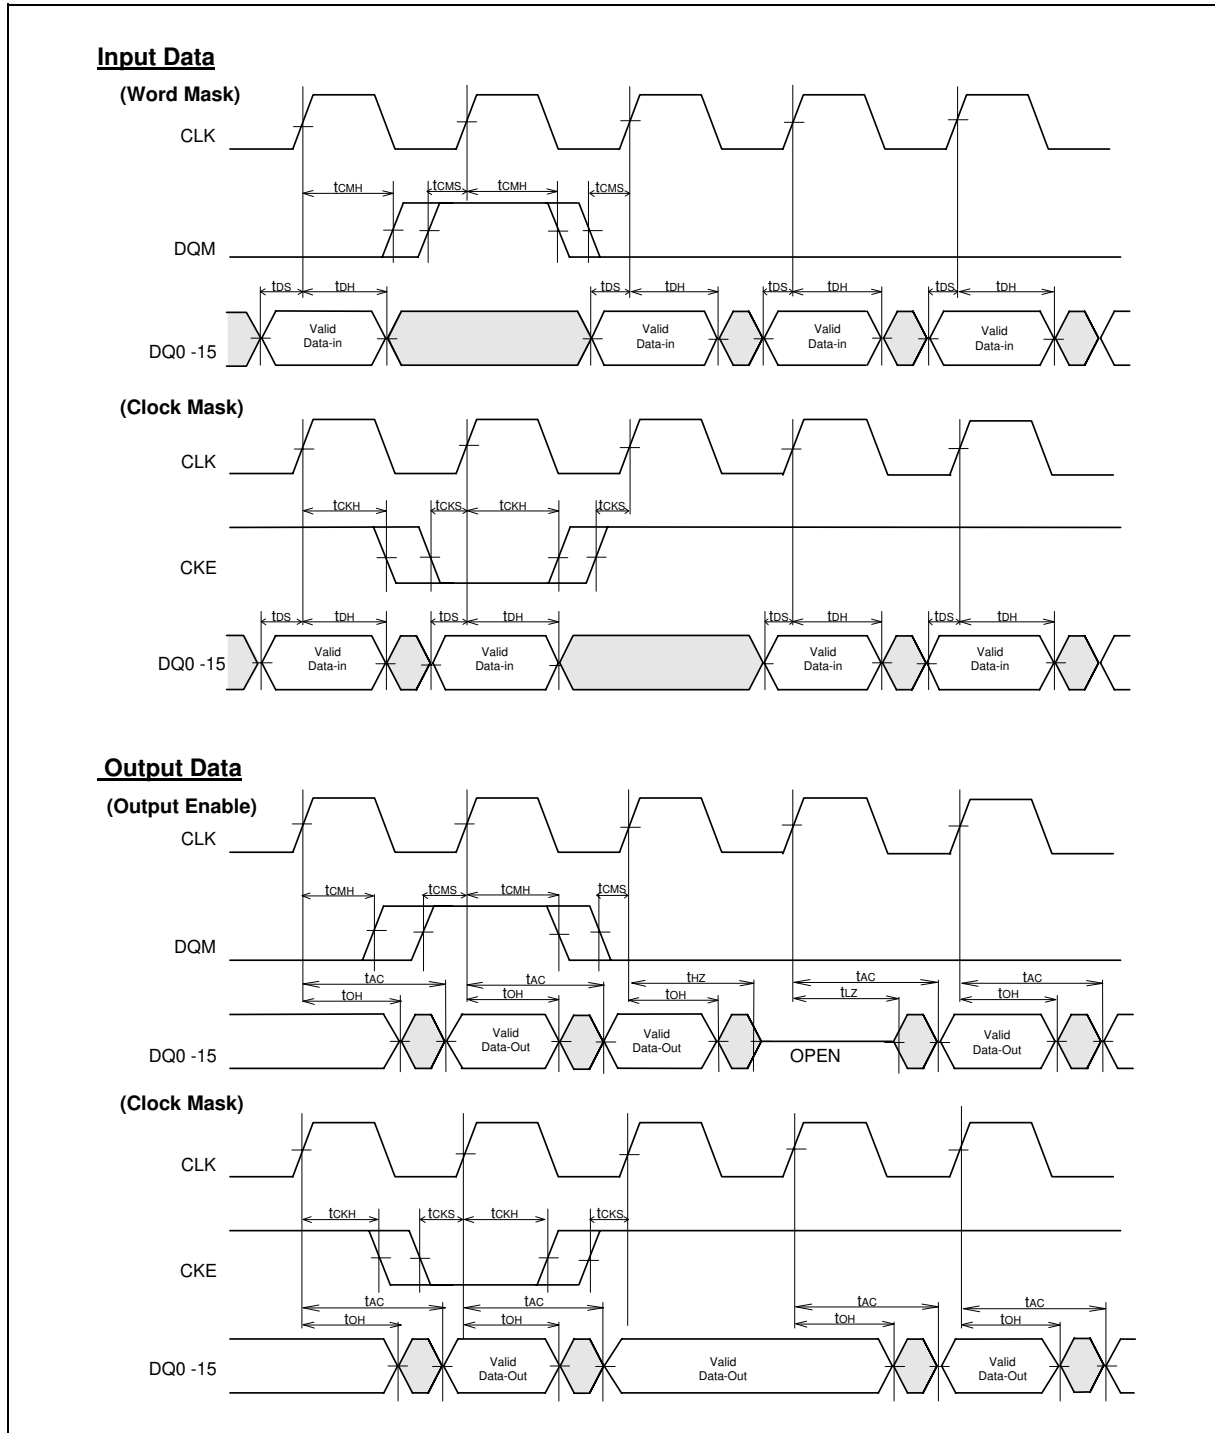 Input Data
(Word Mask)
CLK
tCMH tCMS tCMH tCMS
DQM
tDS tDH tDS tDH tDS tDH tDS tDH
DQ0 -15
Valid Data-in
Valid Data-in
Valid Data-in
Valid Data-in
(Clock Mask)
CLK
tCKH tCKS tCKH tCKS
CKE
tDS tDH tDS tDH tDS tDH tDS tDH
DQ0 -15
Valid Data-in
Valid Data-in
Valid Data-in
Valid Data-in
Output Data
(Output Enable)
CLK
tCMH tCMS tCMH tCMS
DQM
tAC tAC tHZ tAC tAC
tOH tOH tOH tLZ tOH
DQ0 -15
Valid Data-Out
Valid Data-Out
OPEN
Valid Data-Out
(Clock Mask)
CLK
tCKH tCKS tCKH tCKS
CKE
tAC tAC tAC tAC
tOH tOH tOH tOH
DQ0 -15
Valid Data-Out
Valid Data-Out
Valid Data-Out